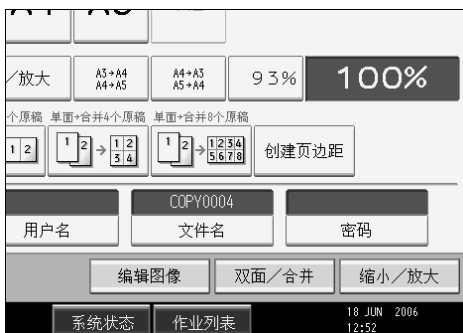 ／放大 A3→A4 A4→A5 A4→A3 A5→A4 93% 100%
个原稿 单面→合并4个原稿 单面→合并8个原稿
1 2 1 2 → 1 2 3 4 1 2 → 1 2 3 4 5 6 7 8 创建页边距
COPY0004
用户名 文件名 密码
编辑图像 双面／合并 缩小／放大
系统状态 作业列表 18 JUN 2006
12:52